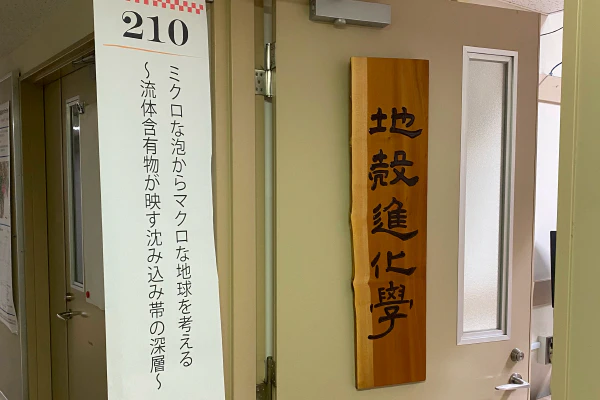 210
ミクロな泡からマクロな地球を考える
～流体含有物が映す沈み込み帯の深層～
地殻進化學